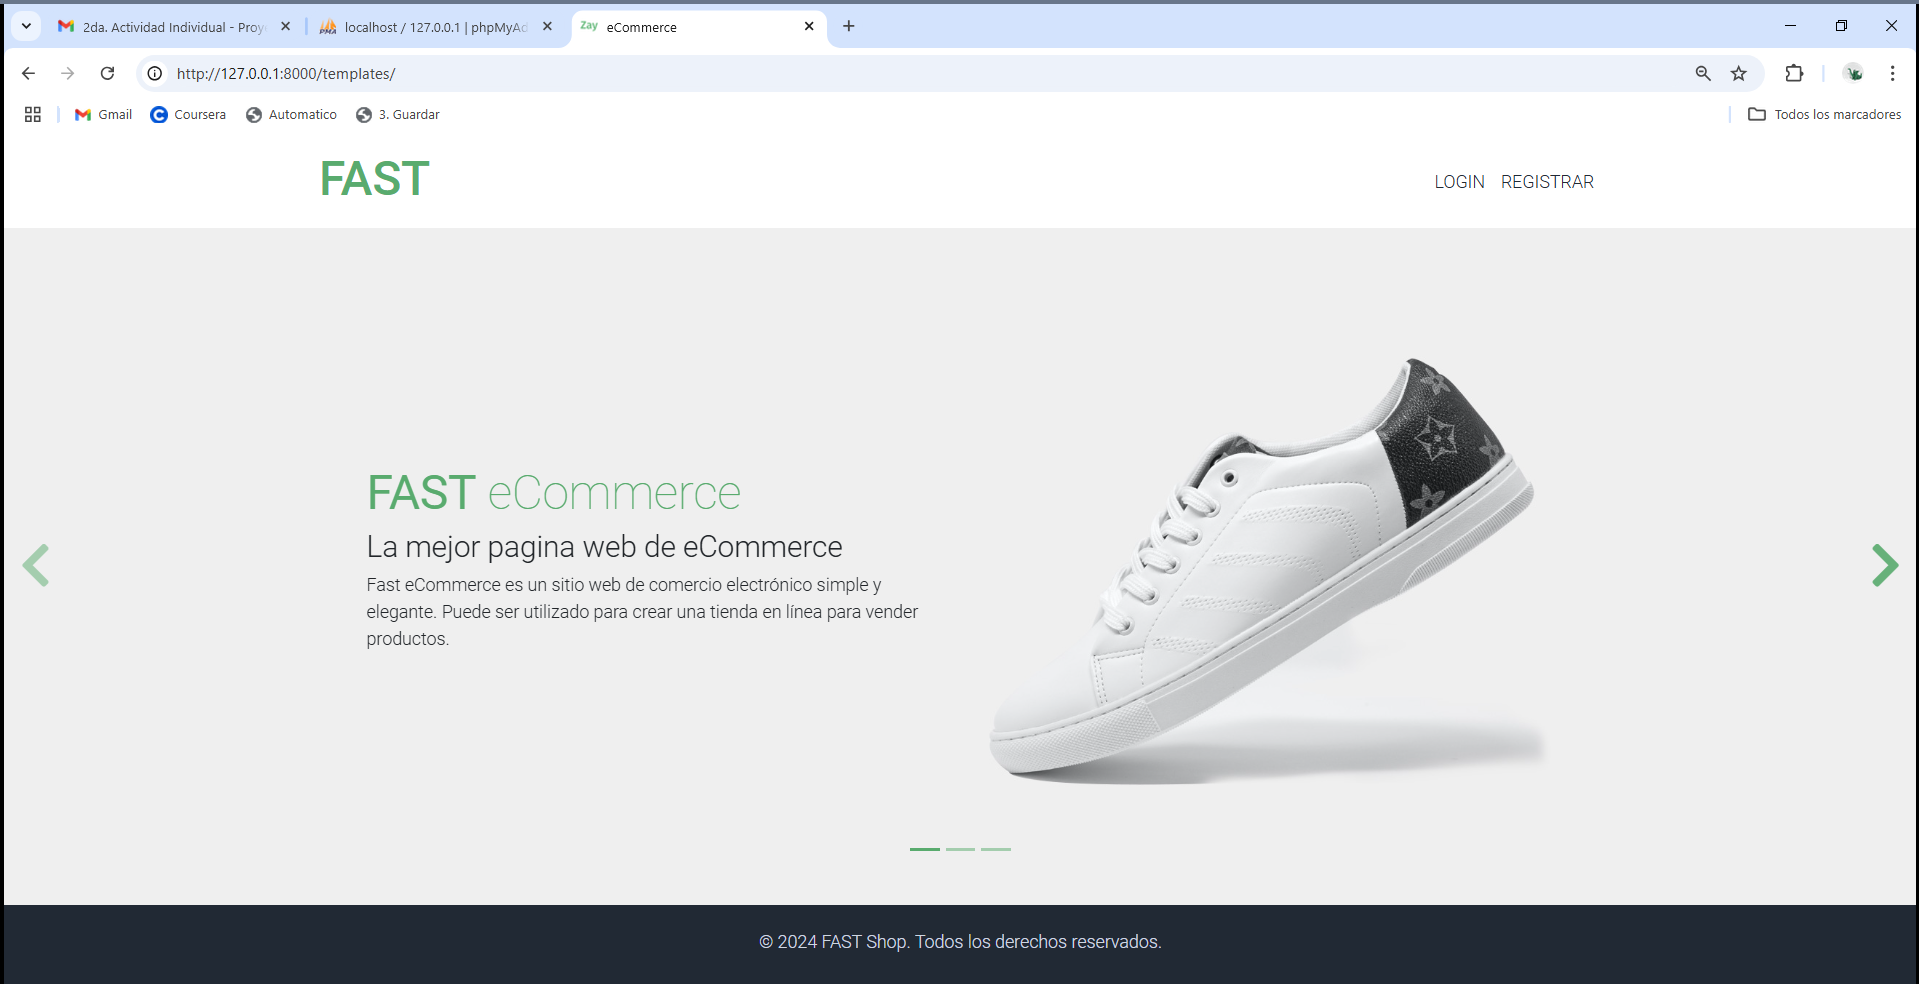 2da. Actividad Individual - Proy
localhost / 127.0.0.1 | phpMyAd
Zay eCommerce
http://127.0.0.1:8000/templates/
Gmail
Coursera
Automatico
3. Guardar
Todos los marcadores
FAST
LOGIN REGISTRAR
FAST eCommerce
La mejor pagina web de eCommerce
Fast eCommerce es un sitio web de comercio electrónico simple y
elegante. Puede ser utilizado para crear una tienda en línea para vender
productos.
© 2024 FAST Shop. Todos los derechos reservados.